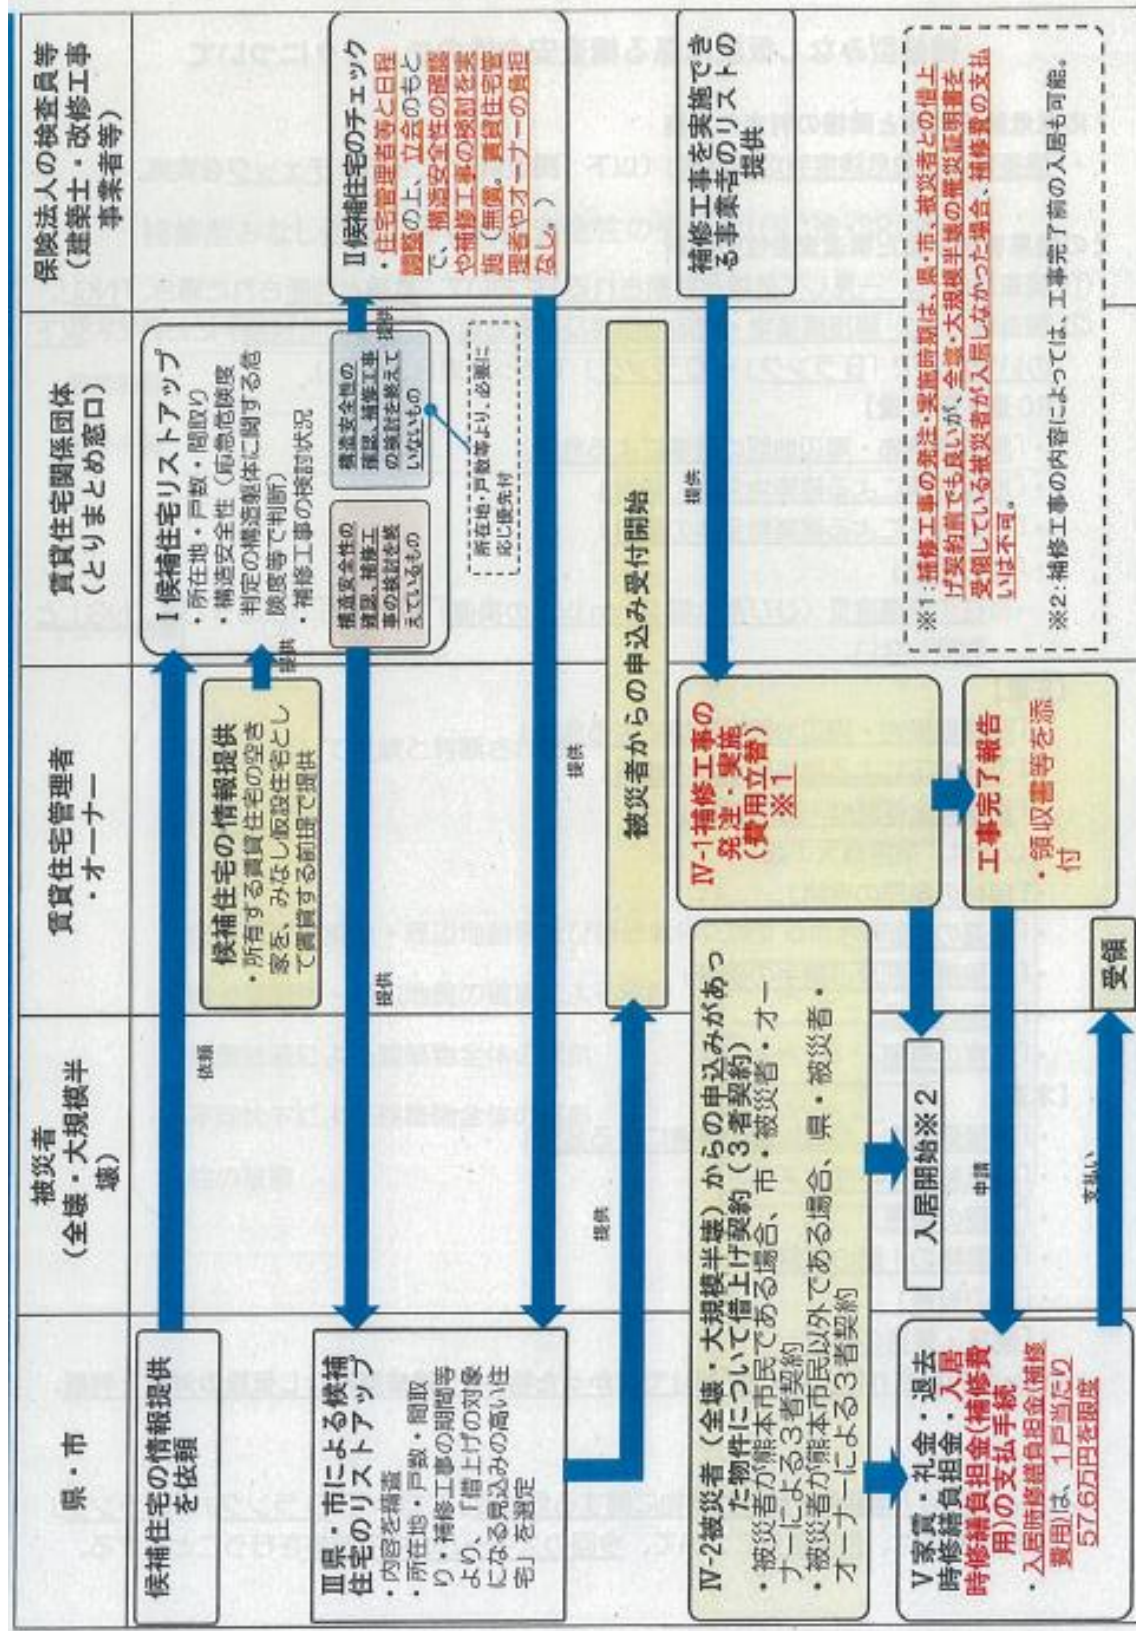 県・市
被災者
（全壊・大規模半
壊）
賃貸住宅管理者
・オーナー
賃貸住宅関係団体
（とりまとめ窓口）
保険法人の検査員等
（建築士・改修工事
事業者等）
候補住宅の情報提供
を依頼
依頼
候補住宅の情報提供
・所有する賃貸住宅の空き
家を、みなし仮設住宅とし
て賃貸する前提で提供
提供
Ⅰ候補住宅リストアップ
・所在地・戸数・間取り
・構造安全性（応急危険度
判定の構造躯体に関する危
険度等で判断）
・補修工事の検討状況
構造安全性の
確認、補修工
事の検討を終
えているもの
構造安全性の
確認、補修工事
の検討を終えて
いないもの
所在地・戸数等より、必要に
応じ優先付
提供
Ⅱ候補住宅のチェック
・住宅管理者等と日程
調整の上、立会のもと
で、構造安全性の確認
や補修工事の検討を実
施（無償。賃貸住宅管
理者やオーナーの負担
なし。）
提供
提供
Ⅲ県・市による候補
住宅のリストアップ
・内容を精査
・所在地・戸数・間取
り・補修工事の期間等
より、「借上げの対象
になる見込みの高い住
宅」を選定
提供
被災者からの申込み受付開始
補修工事を実施でき
る事業者のリストの
提供
提供
Ⅳ-1補修工事の
発注・実施
（費用立替）
※1
Ⅳ-2被災者（全壊・大規模半壊）からの申込みがあっ
た物件について借上げ契約（３者契約）
・被災者が熊本市民である場合、市・被災者・オー
ナーによる３者契約
・被災者が熊本市民以外である場合、県・被災者・
オーナーによる３者契約
入居開始※２
工事完了報告
・領収書等を添
付
申請
Ⅴ家賃・礼金・退去
時修繕負担金・入居
時修繕負担金(補修費
用)の支払手続
・入居時修繕負担金(補修
費用)は、１戸当たり
57.6万円を限度
支払い
受領
※1：補修工事の発注・実施時期は、県・市、被災者との借上
げ契約前でも良いが、全壊・大規模半壊の罹災証明書を
受領している被災者が入居しなかった場合、補修費の支払
いは不可。
※2：補修工事の内容によっては、工事完了前の入居も可能。